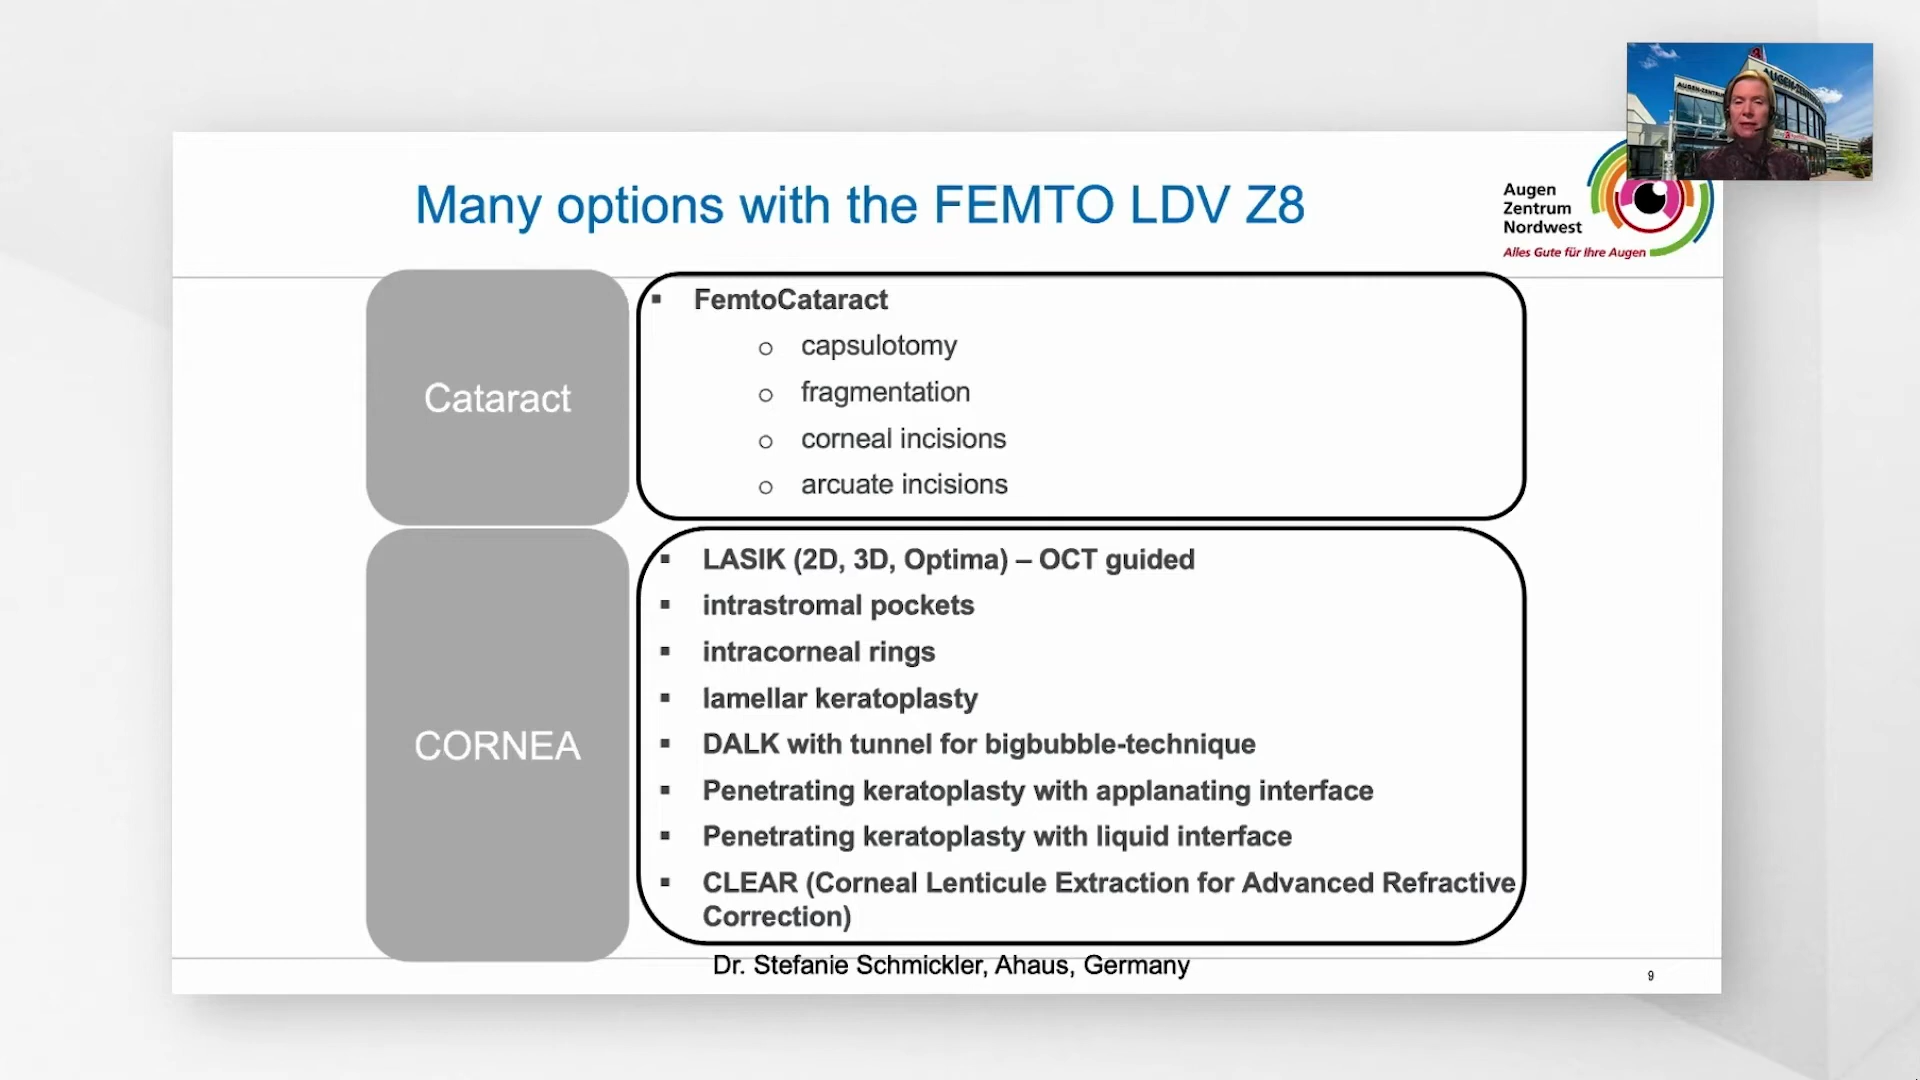 Many options with the FEMTO LDV Z8
Augen
Zentrum
Nordwest
Alles Gute für Ihre Augen
Cataract
▪ FemtoCataract
o capsulotomy
o fragmentation
o corneal incisions
o arcuate incisions
CORNEA
▪ LASIK (2D, 3D, Optima) – OCT guided
▪ intrastromal pockets
▪ intracorneal rings
▪ lamellar keratoplasty
▪ DALK with tunnel for bigbubble-technique
▪ Penetrating keratoplasty with applanating interface
▪ Penetrating keratoplasty with liquid interface
▪ CLEAR (Corneal Lenticule Extraction for Advanced Refractive
Correction)
Dr. Stefanie Schmickler, Ahaus, Germany
9